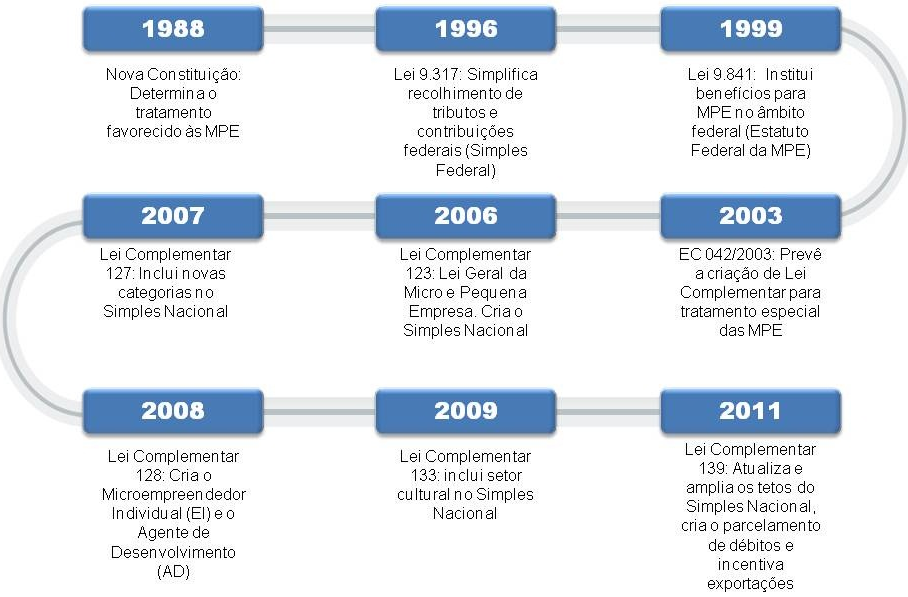 1988
Nova Constituição:
Determina o
tratamento
favorecido às MPE
1996
Lei 9.317: Simplifica
recolhimento de
tributos e
contribuições
federais (Simples
Federal)
1999
Lei 9.841: Institui
benefícios para
MPE no âmbito
federal (Estatuto
Federal da MPE)
2003
EC 042/2003: Prevê
a criação de Lei
Complementar para
tratamento especial
das MPE
2006
Lei Complementar
123: Lei Geral da
Micro e Pequena
Empresa. Cria o
Simples Nacional
2007
Lei Complementar
127: Inclui novas
categorias no
Simples Nacional
2008
Lei Complementar
128: Cria o
Microempreendedor
Individual (EI) e o
Agente de
Desenvolvimento
(AD)
2009
Lei Complementar
133: inclui setor
cultural no Simples
Nacional
2011
Lei Complementar
139: Atualiza e
amplia os tetos do
Simples Nacional,
cria o parcelamento
de débitos e
incentiva
exportações